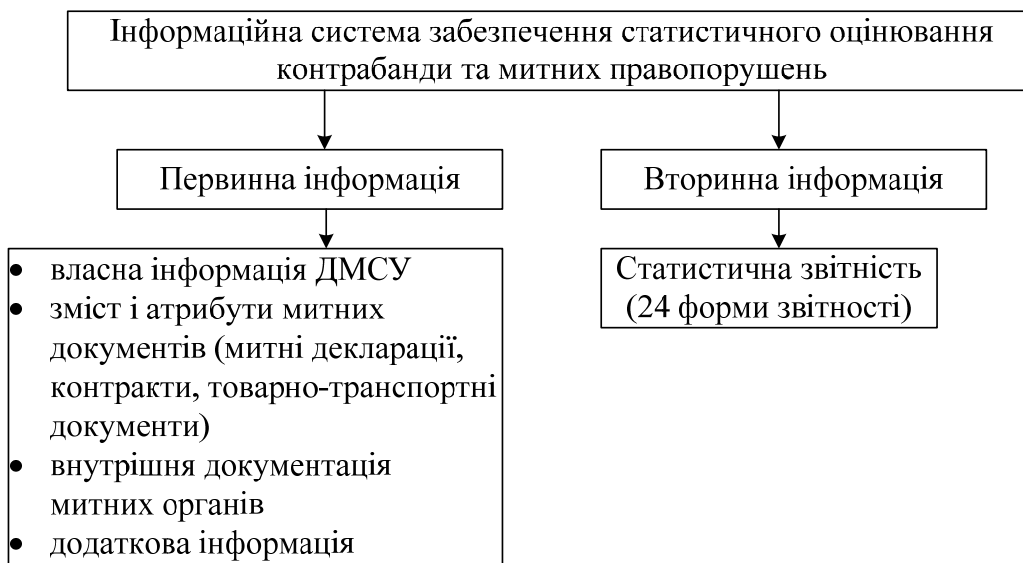 Інформаційна система забезпечення статистичного оцінювання
контрабанди та митних правопорушень
Первинна інформація
Вторинна інформація
• власна інформація ДМСУ
• зміст і атрибути митних
документів (митні декларації,
контракти, товарно-транспортні
документи)
• внутрішня документація
митних органів
• додаткова інформація
Статистична звітність
(24 форми звітності)